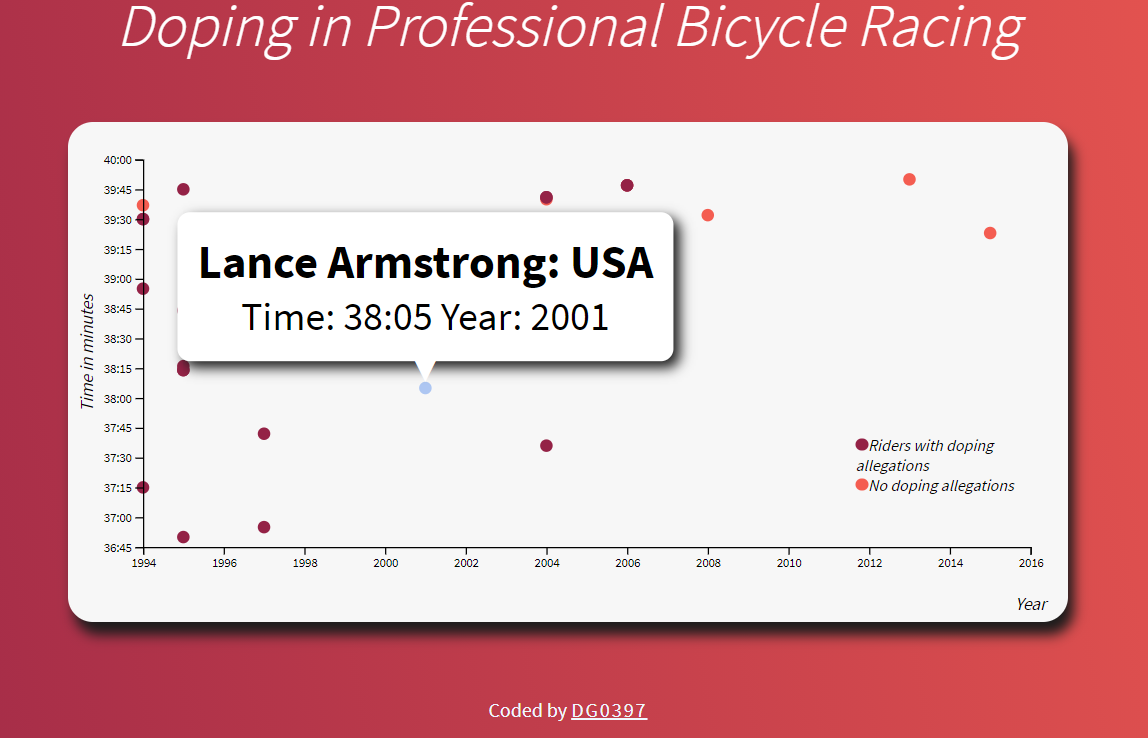 Doping in Professional Bicycle Racing
40:00
39:45
39:30
39:15
39:00
38:45
38:30
38:15
38:00
37:45
37:30
37:15
37:00
36:45
Time in minutes
Lance Armstrong: USA
Time: 38:05 Year: 2001
Riders with doping
allegations
No doping allegations
1994 1996 1998 2000 2002 2004 2006 2008 2010 2012 2014 2016
Year
Coded by DG0397